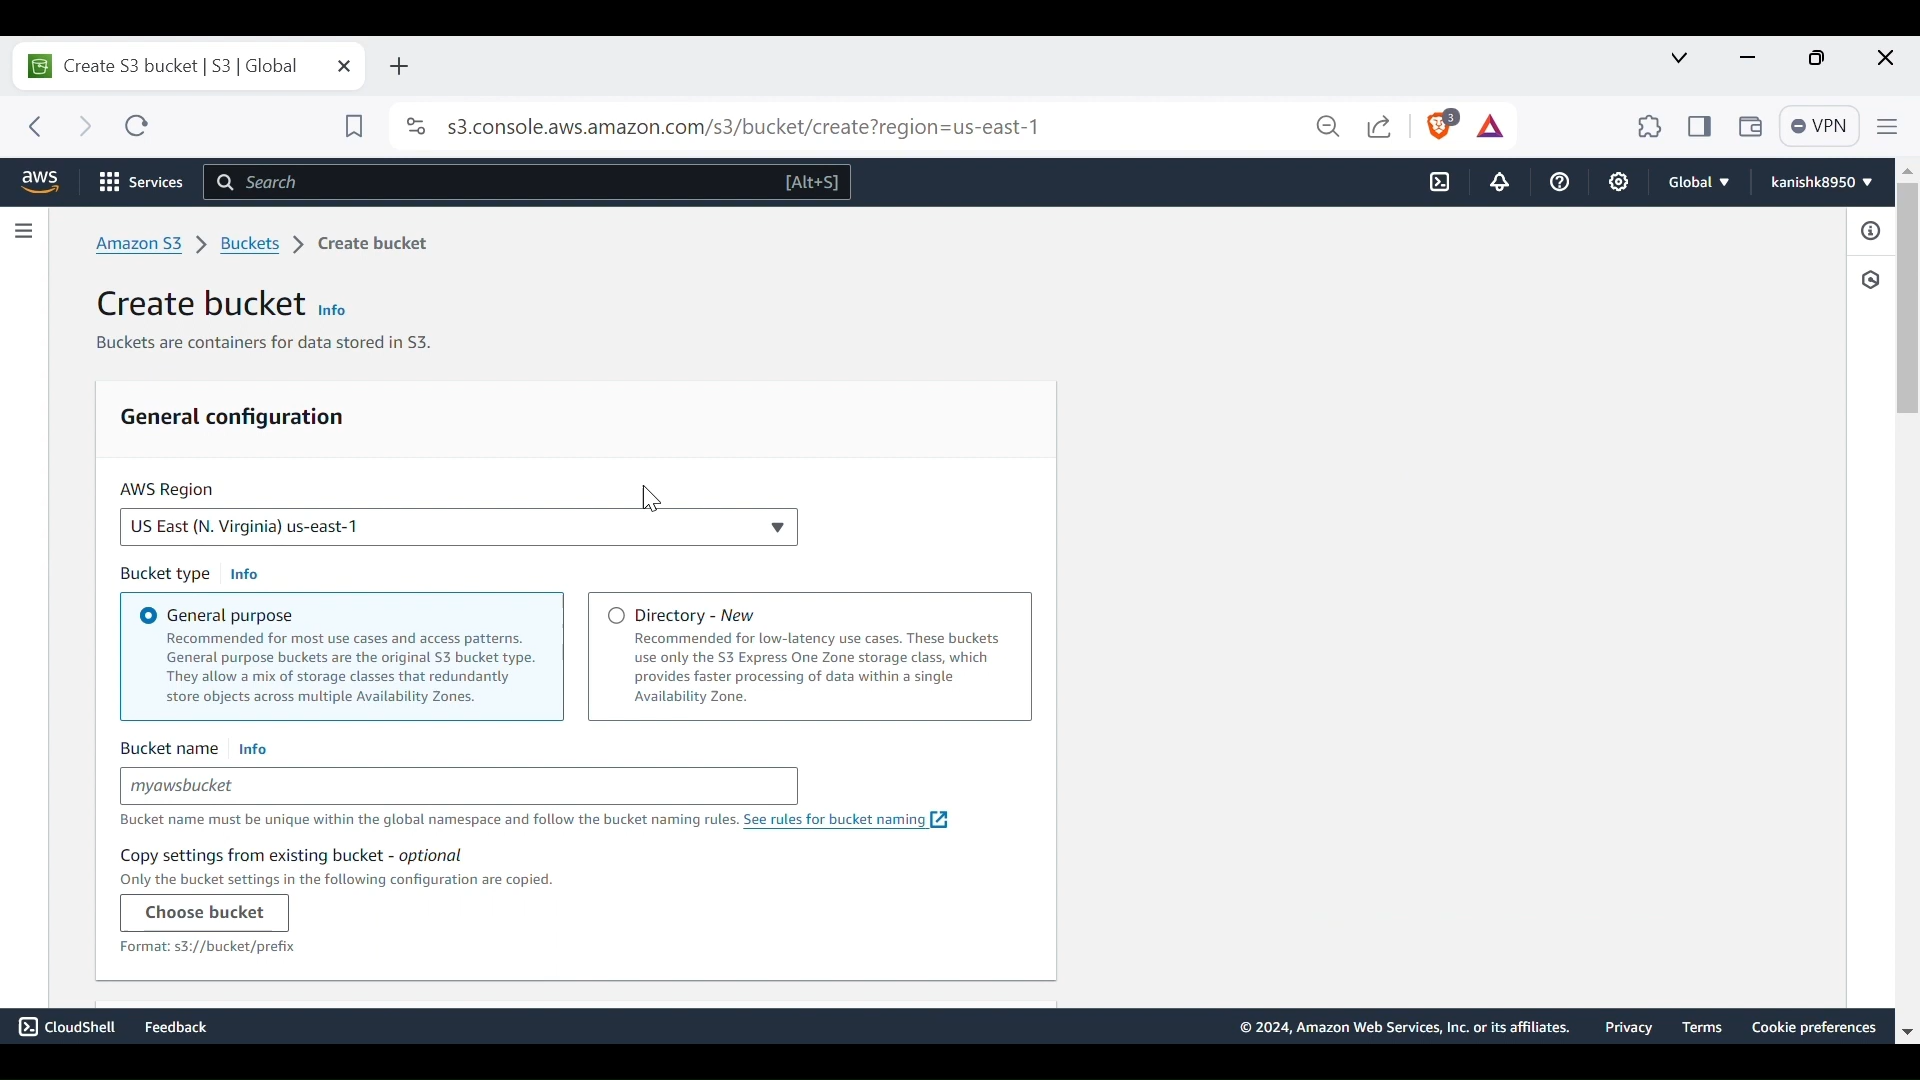 Create S3 bucket | S3 | Global
s3.console.aws.amazon.com/s3/bucket/create?region=us-east-1
3
VPN
aws
Services
Search
[Alt+S]
Global
kanishk8950
Amazon S3
Buckets
Create bucket
Create bucket
Info
Buckets are containers for data stored in S3.
General configuration
AWS Region
US East (N. Virginia) us-east-1
Bucket type
Info
General purpose
Recommended for most use cases and access patterns.
General purpose buckets are the original S3 bucket type.
They allow a mix of storage classes that redundantly
store objects across multiple Availability Zones.
Directory - New
Recommended for low-latency use cases. These buckets
use only the S3 Express One Zone storage class, which
provides faster processing of data within a single
Availability Zone.
Bucket name
Info
myawsbucket
Bucket name must be unique within the global namespace and follow the bucket naming rules. See rules for bucket naming
Copy settings from existing bucket - optional
Only the bucket settings in the following configuration are copied.
Choose bucket
Format: s3://bucket/prefix
CloudShell
Feedback
© 2024, Amazon Web Services, Inc. or its affiliates.
Privacy
Terms
Cookie preferences